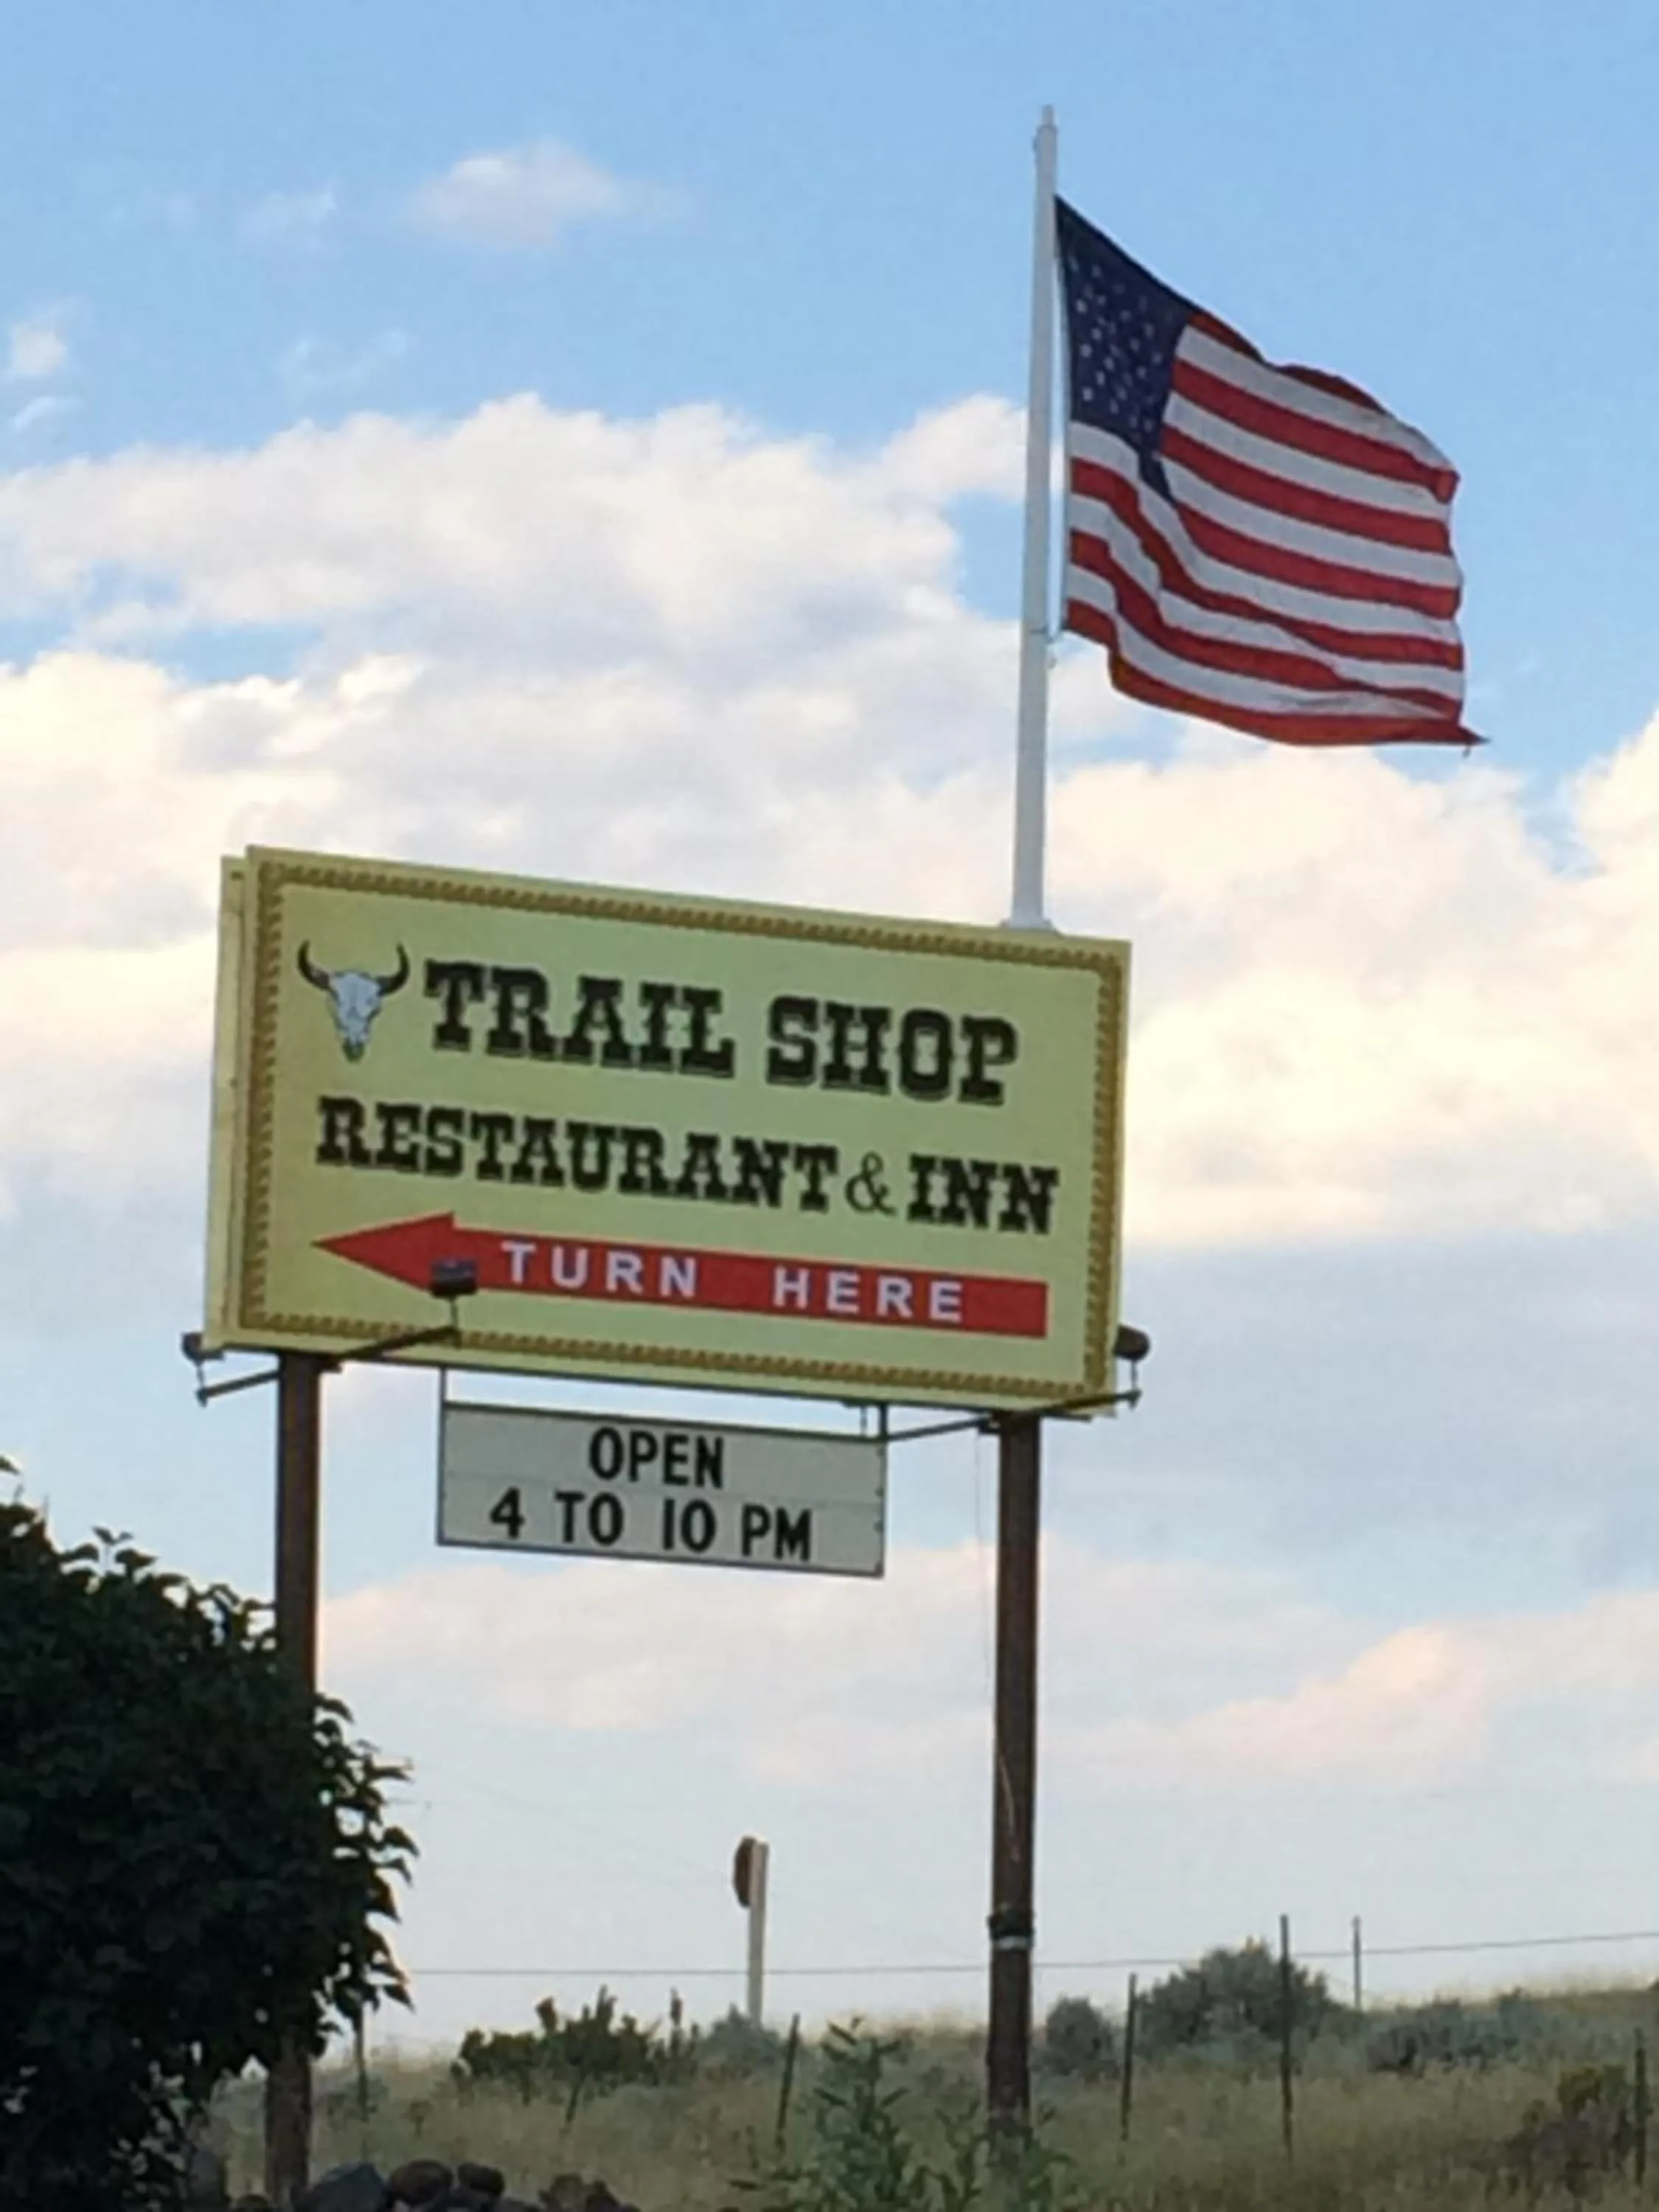 TRAIL SHOP
RESTAURANT & INN
TURN HERE
OPEN
4 TO 10 PM